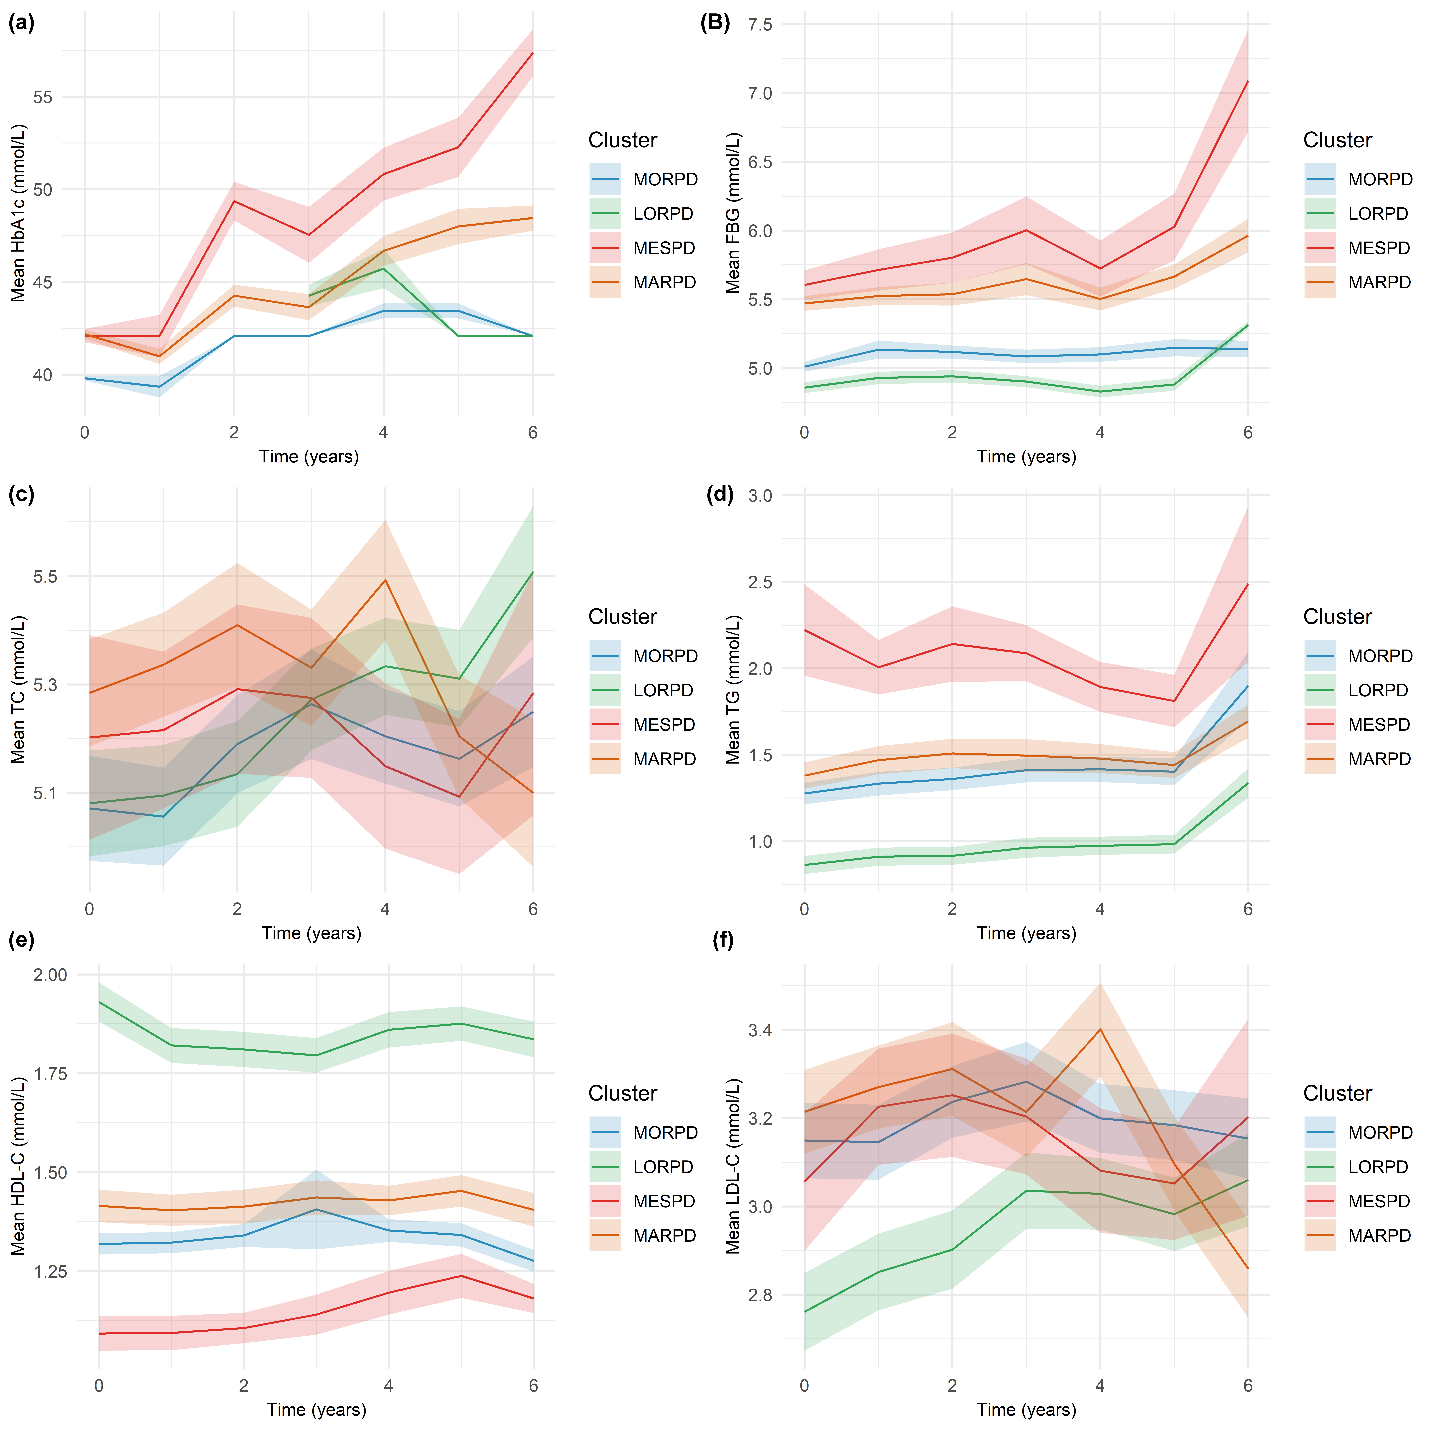 (a)
Mean HbA1c (mmol/L)
55
50
45
40
0 2 4 6
Time (years)
Cluster
MORPD
LORPD
MESPD
MARPD
(B)
Mean FBG (mmol/L)
7.5
7.0
6.5
6.0
5.5
5.0
0 2 4 6
Time (years)
Cluster
MORPD
LORPD
MESPD
MARPD
(c)
Mean TC (mmol/L)
5.5
5.3
5.1
0 2 4 6
Time (years)
Cluster
MORPD
LORPD
MESPD
MARPD
(d)
Mean TG (mmol/L)
3.0
2.5
2.0
1.5
1.0
0 2 4 6
Time (years)
Cluster
MORPD
LORPD
MESPD
MARPD
(e)
Mean HDL-C (mmol/L)
2.00
1.75
1.50
1.25
0 2 4 6
Time (years)
Cluster
MORPD
LORPD
MESPD
MARPD
(f)
Mean LDL-C (mmol/L)
3.4
3.2
3.0
2.8
0 2 4 6
Time (years)
Cluster
MORPD
LORPD
MESPD
MARPD